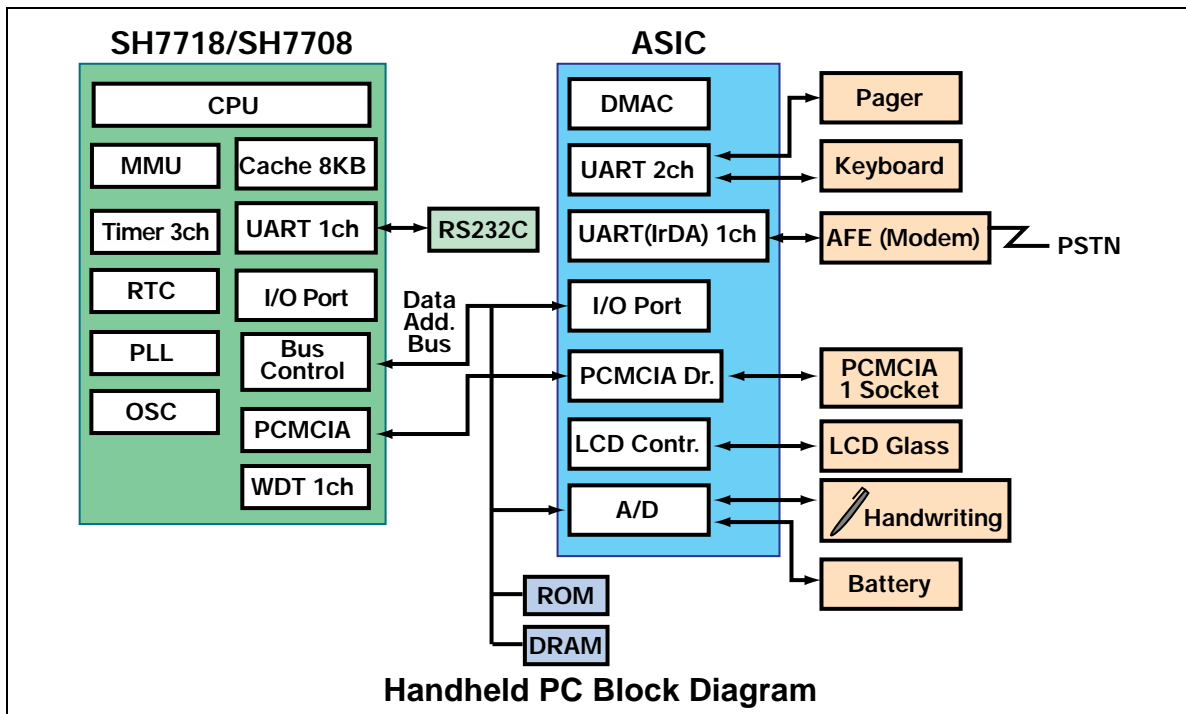 SH7718/SH7708
CPU
MMU
Cache 8KB
Timer 3ch
UART 1ch
RTC
I/O Port
PLL
Bus
Control
OSC
PCMCIA
WDT 1ch
RS232C
Data
Add.
Bus
ASIC
DMAC
UART 2ch
UART(IrDA) 1ch
I/O Port
PCMCIA Dr.
LCD Contr.
A/D
Pager
Keyboard
AFE (Modem)
PSTN
PCMCIA
1 Socket
LCD Glass
Handwriting
Battery
ROM
DRAM
Handheld PC Block Diagram